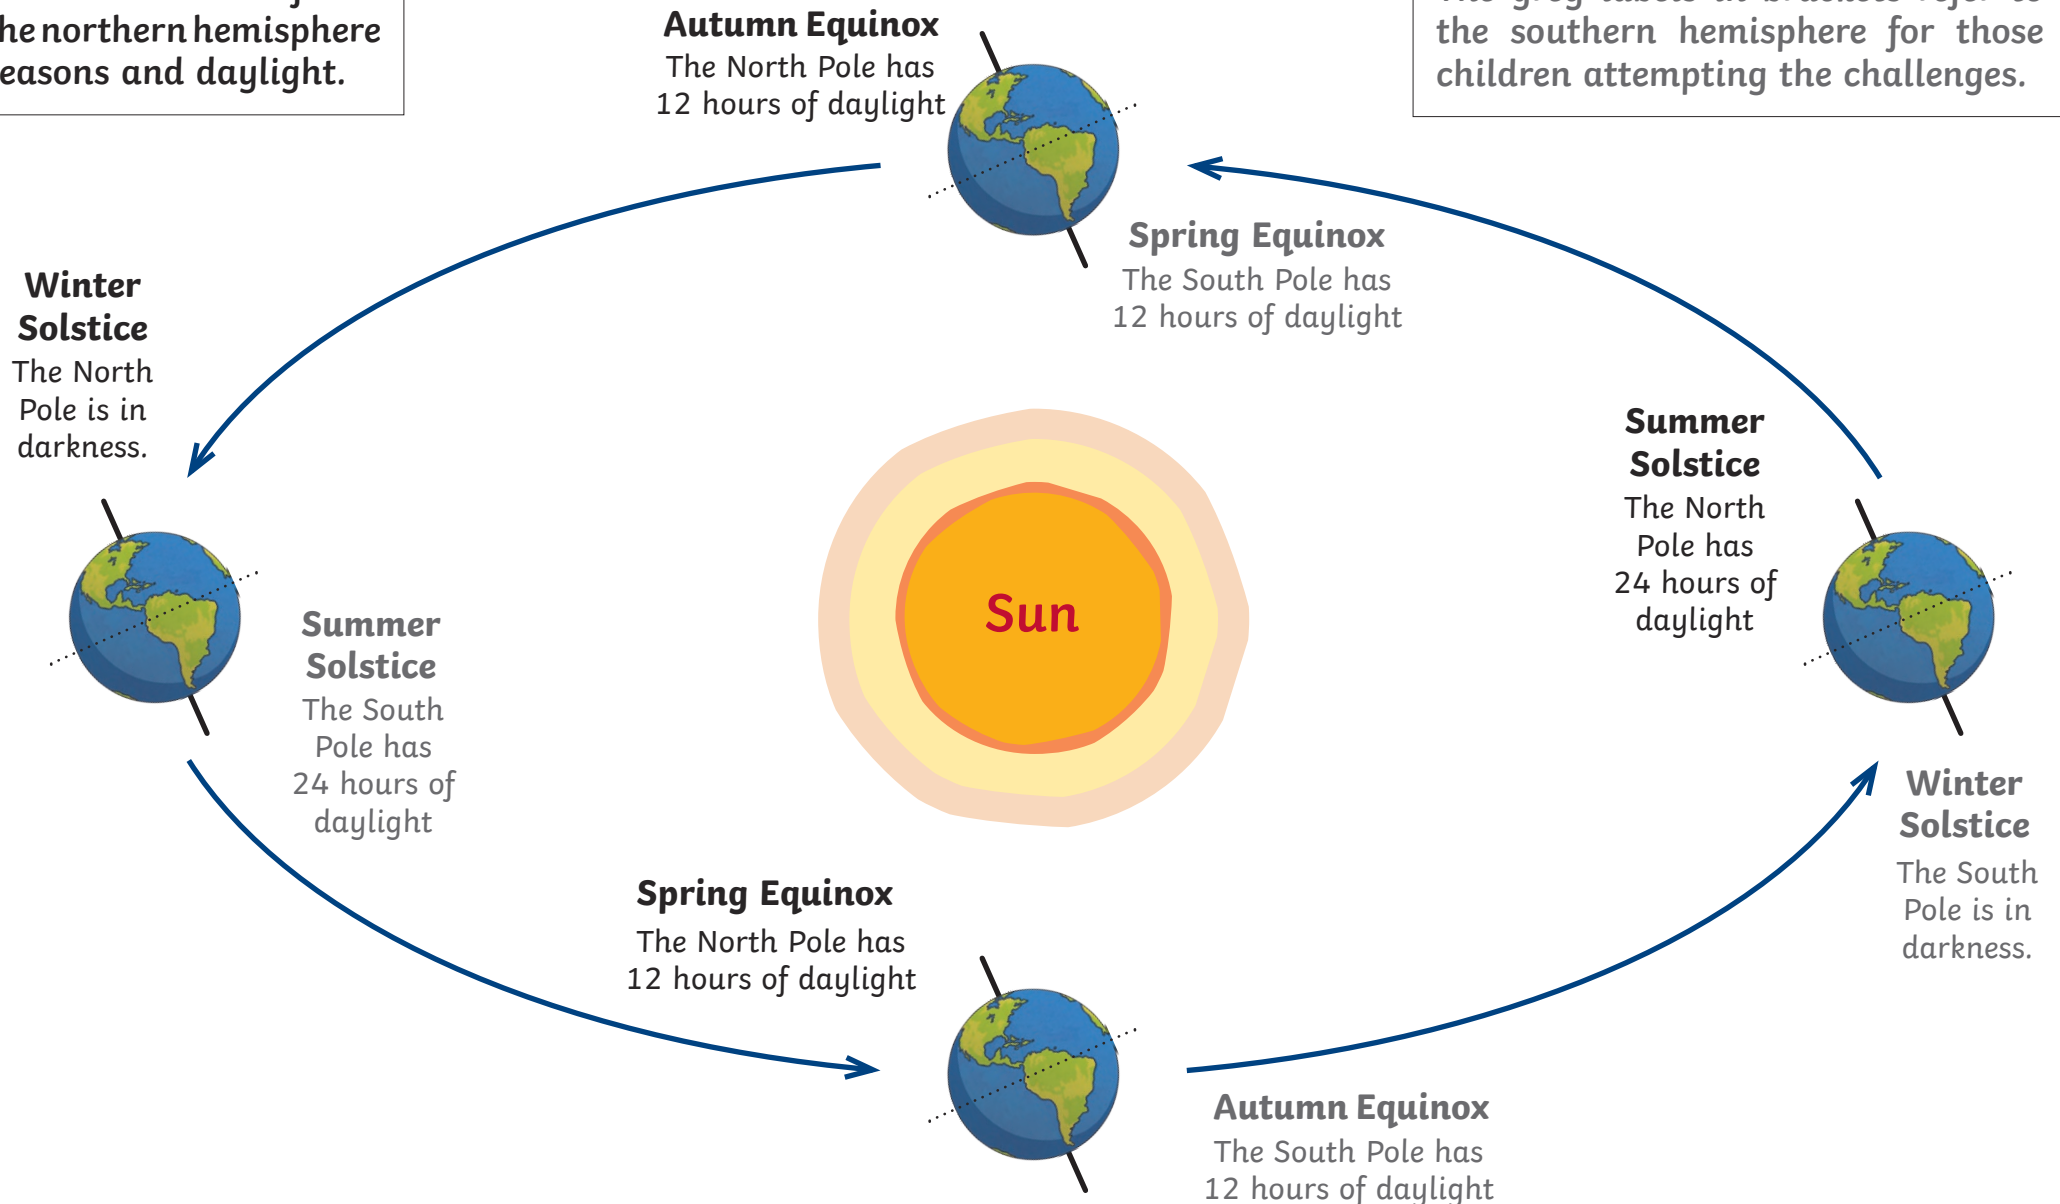 he northern hemisphere
easons and daylight.
the southern hemisphere for those
children attempting the challenges.
Autumn Equinox
The North Pole has
12 hours of daylight
Spring Equinox
The South Pole has
12 hours of daylight
Winter
Solstice
The North
Pole is in
darkness.
Summer
Solstice
The South
Pole has
24 hours of
daylight
Sun
Summer
Solstice
The North
Pole has
24 hours of
daylight
Winter
Solstice
The South
Pole is in
darkness.
Spring Equinox
The North Pole has
12 hours of daylight
Autumn Equinox
The South Pole has
12 hours of daylight